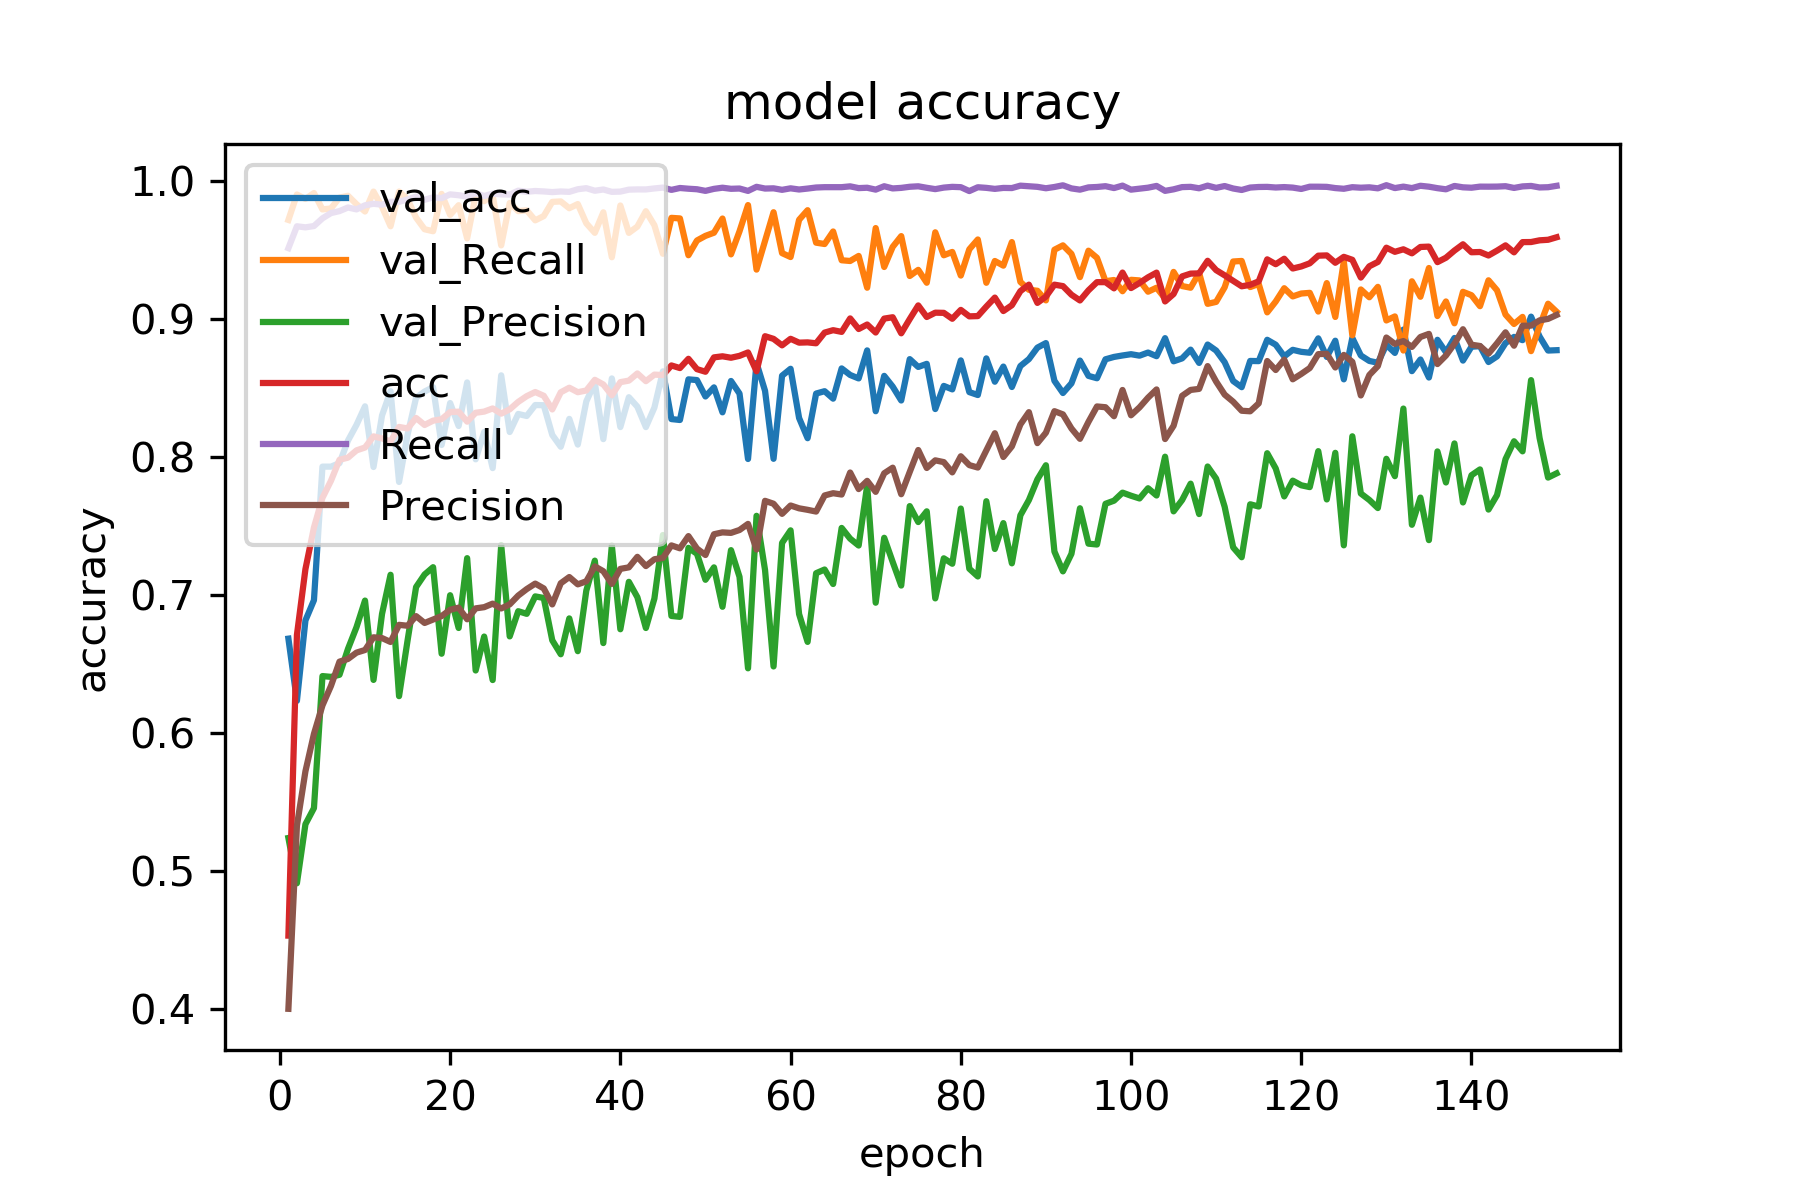 model accuracy
accuracy
1.0
0.9
0.8
0.7
0.6
0.5
0.4
val_acc
val_Recall
val_Precision
acc
Recall
Precision
0 20 40 60 80 100 120 140
epoch